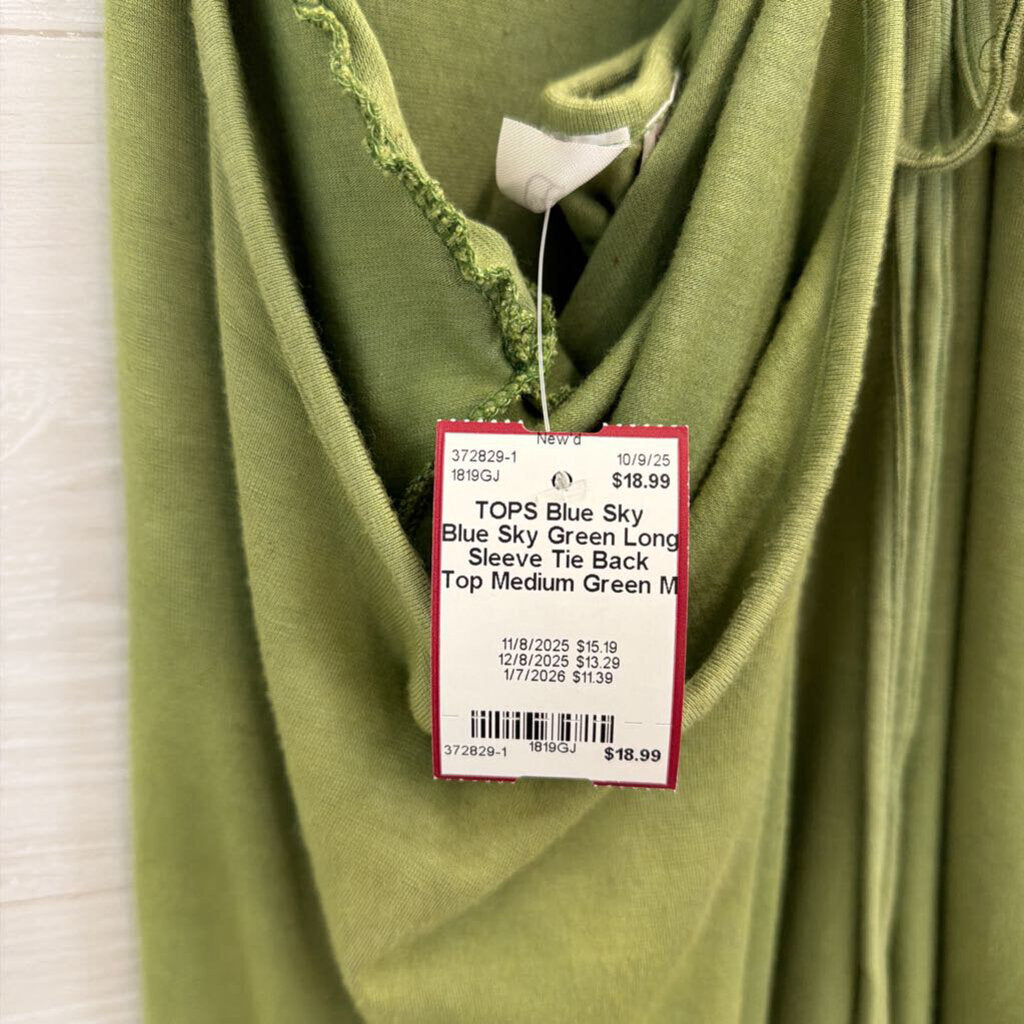 New'd
372829-1 10/9/25
1819GJ $18.99
TOPS Blue Sky
Blue Sky Green Long
Sleeve Tie Back
Top Medium Green M
11/8/2025 $15.19
12/8/2025 $13.29
1/7/2026 $11.39
372829-1 1819GJ $18.99